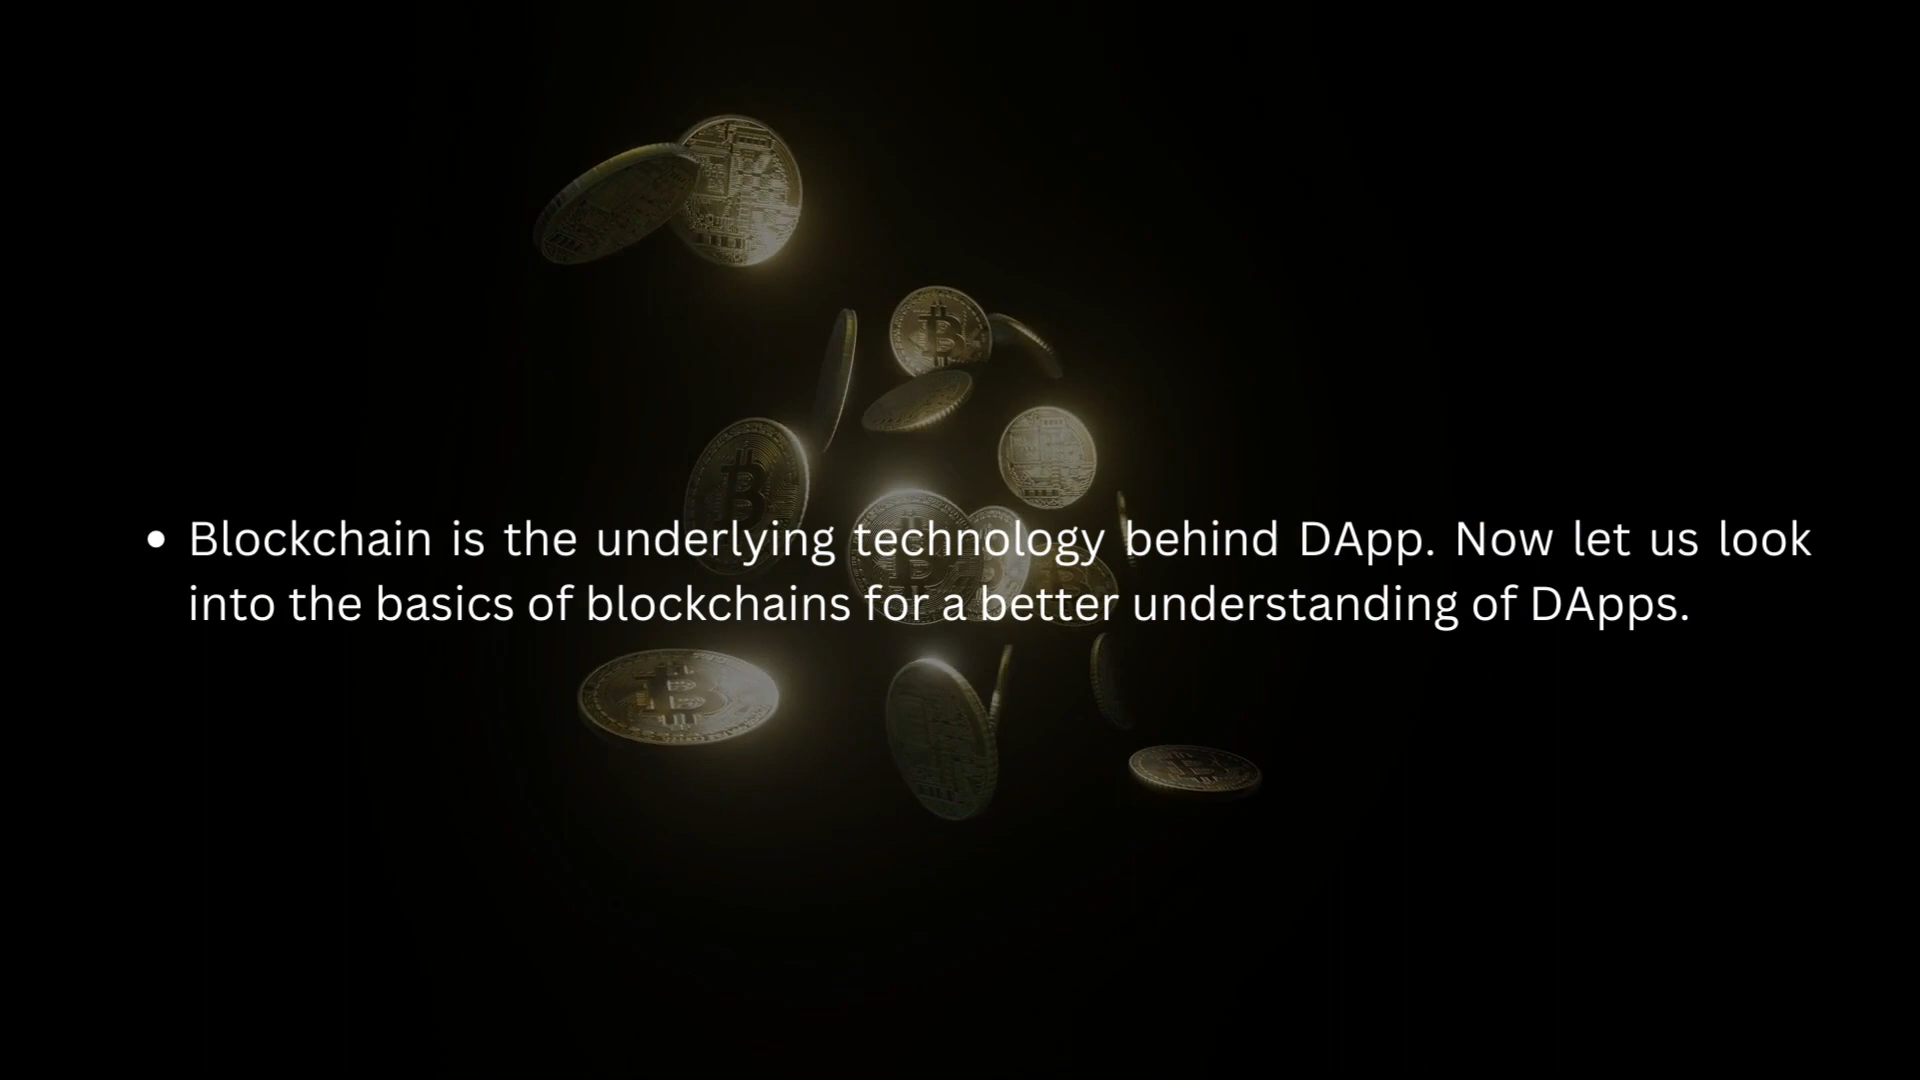 • Blockchain is the underlying technology behind DApp. Now let us look
into the basics of blockchains for a better understanding of DApps.